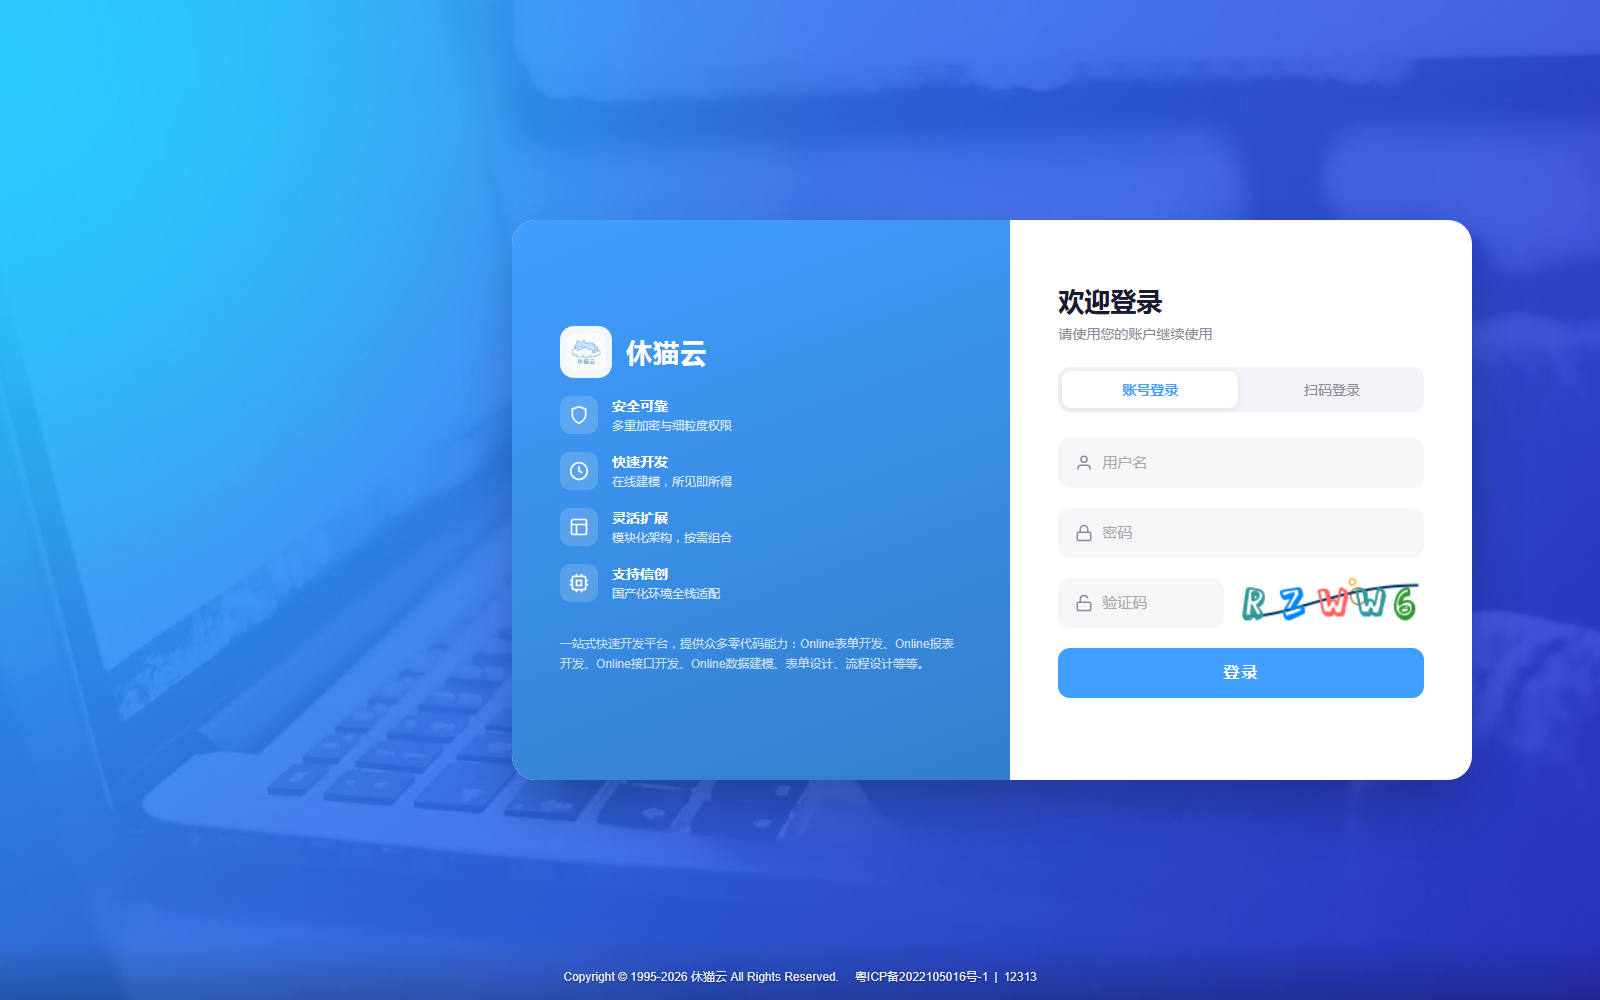 休猫云
休猫云
安全可靠
多重加密与细粒度权限
快速开发
在线建模，所见即所得
灵活扩展
模块化架构，按需组合
支持信创
国产化环境全栈适配
一站式快速开发平台，提供众多零代码能力：Online表单开发、Online报表
开发、Online接口开发、Online数据建模、表单设计、流程设计等等。
欢迎登录
请使用您的账户继续使用
账号登录
扫码登录
用户名
密码
验证码
RZWW6
登录
Copyright © 1995-2026 休猫云 All Rights Reserved. 粤ICP备2022105016号-1 | 12313